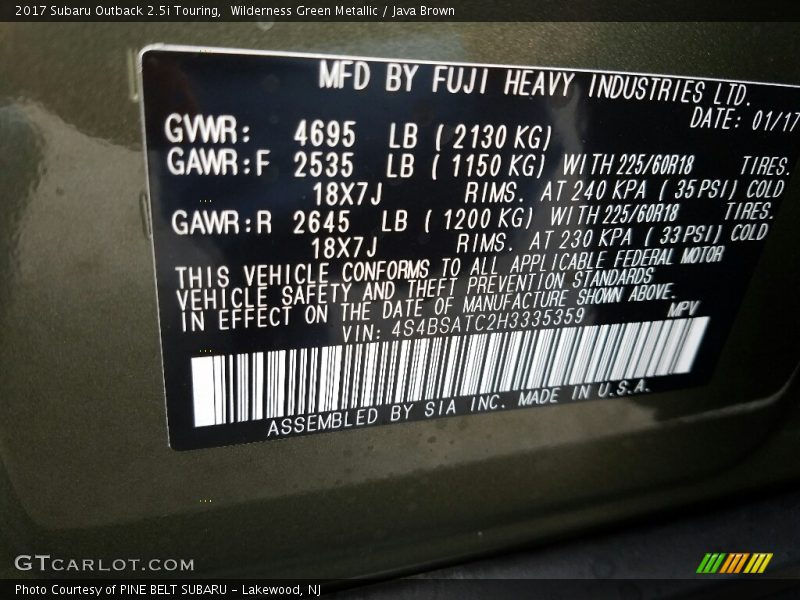 2017 Subaru Outback 2.5i Touring,  Wilderness Green Metallic / Java Brown
MFD BY FUJI HEAVY INDUSTRIES LTD.
DATE: 01/17
GVWR: 4695 LB ( 2130 KG)
GAWR:F 2535 LB ( 1150 KG) WITH 225/60R18 TIRES.
18X7J RIMS. AT 240 KPA ( 35PSI) COLD
GAWR:R 2645 LB ( 1200 KG) WITH 225/60R18 TIRES.
18X7J RIMS. AT 230 KPA ( 33PSI) COLD
THIS VEHICLE CONFORMS TO ALL APPLICABLE FEDERAL MOTOR
VEHICLE SAFETY AND THEFT PREVENTION STANDARDS
IN EFFECT ON THE DATE OF MANUFACTURE SHOWN ABOVE.
VIN: 4S4BSATC2H3335359 MPV
ASSEMBLED BY SIA INC. MADE IN U.S.A.
GTCARLOT.COM
Photo Courtesy of PINE BELT SUBARU - Lakewood, NJ